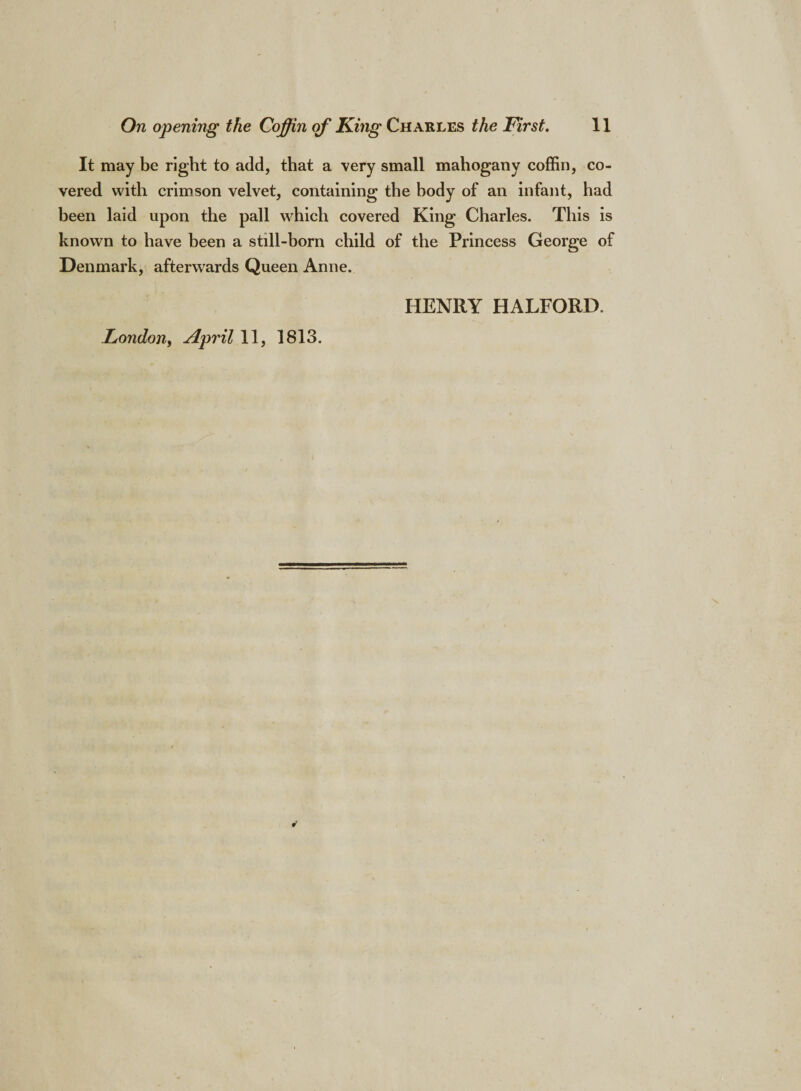 On opening the Coffin of King CHARLES the First. 11
It may be right to add, that a very small mahogany coffin, co-
vered with crimson velvet, containing the body of an infant, had
been laid upon the pall which covered King Charles. This is
known to have been a still-born child of the Princess George of
Denmark, afterwards Queen Anne.
HENRY HALFORD.
London, April 11, 1813.